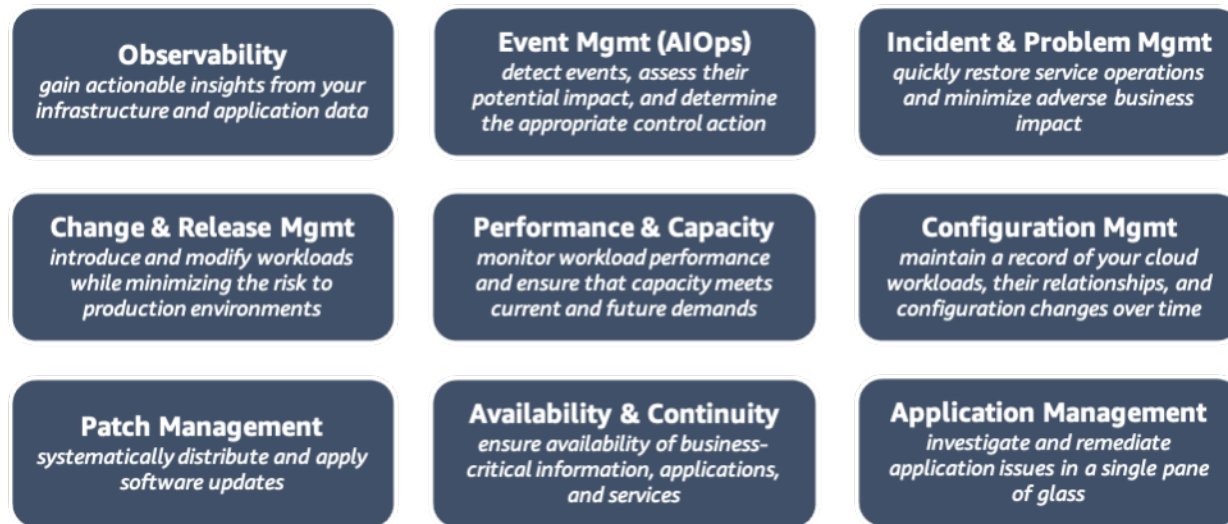 Observability
gain actionable insights from your
infrastructure and application data
Event Mgmt (AIOps)
detect events, assess their
potential impact, and determine
the appropriate control action
Incident & Problem Mgmt
quickly restore service operations
and minimize adverse business
impact
Change & Release Mgmt
introduce and modify workloads
while minimizing the risk to
production environments
Performance & Capacity
monitor workload performance
and ensure that capacity meets
current and future demands
Configuration Mgmt
maintain a record of your cloud
workloads, their relationships, and
configuration changes over time
Patch Management
systematically distribute and apply
software updates
Availability & Continuity
ensure availability of business-
critical information, applications,
and services
Application Management
investigate and remediate
application issues in a single pane
of glass